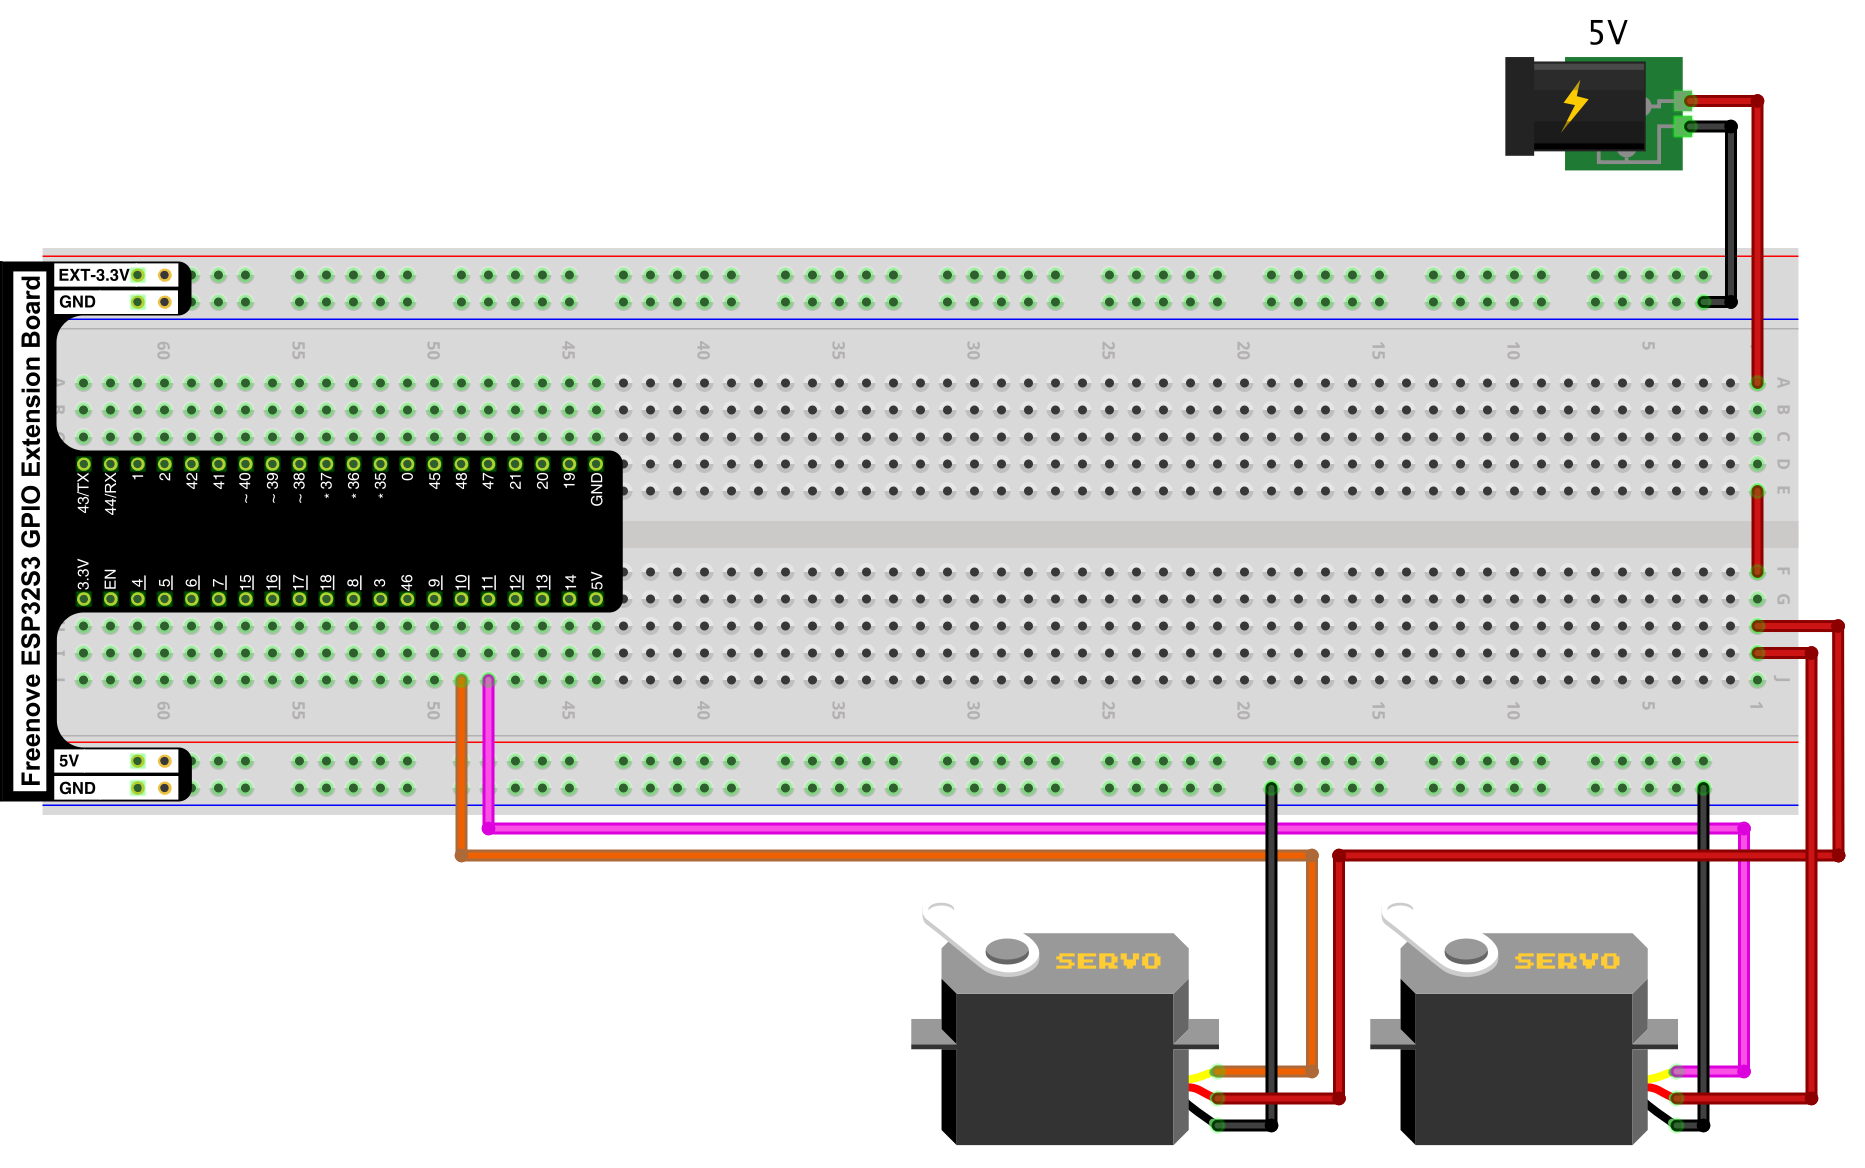 5V
Freenove ESP32S3 GPIO Extension Board
EXT-3.3V
GND
60 55 50 45 40 35 30 25 20 15 10 5
A
B
C
D
E
43/TX 44/RX 1 2 42 41 ~ 40 ~ 39 ~ 38 * 37 * 36 * 35 0 45 48 47 21 20 19 GND
3.3V EN 4 5 6 7 15 16 17 18 8 3 46 9 10 11 12 13 14 5V
F
G
J
60 55 50 45 40 35 30 25 20 15 10 5 1
5V
GND
SERVO SERVO